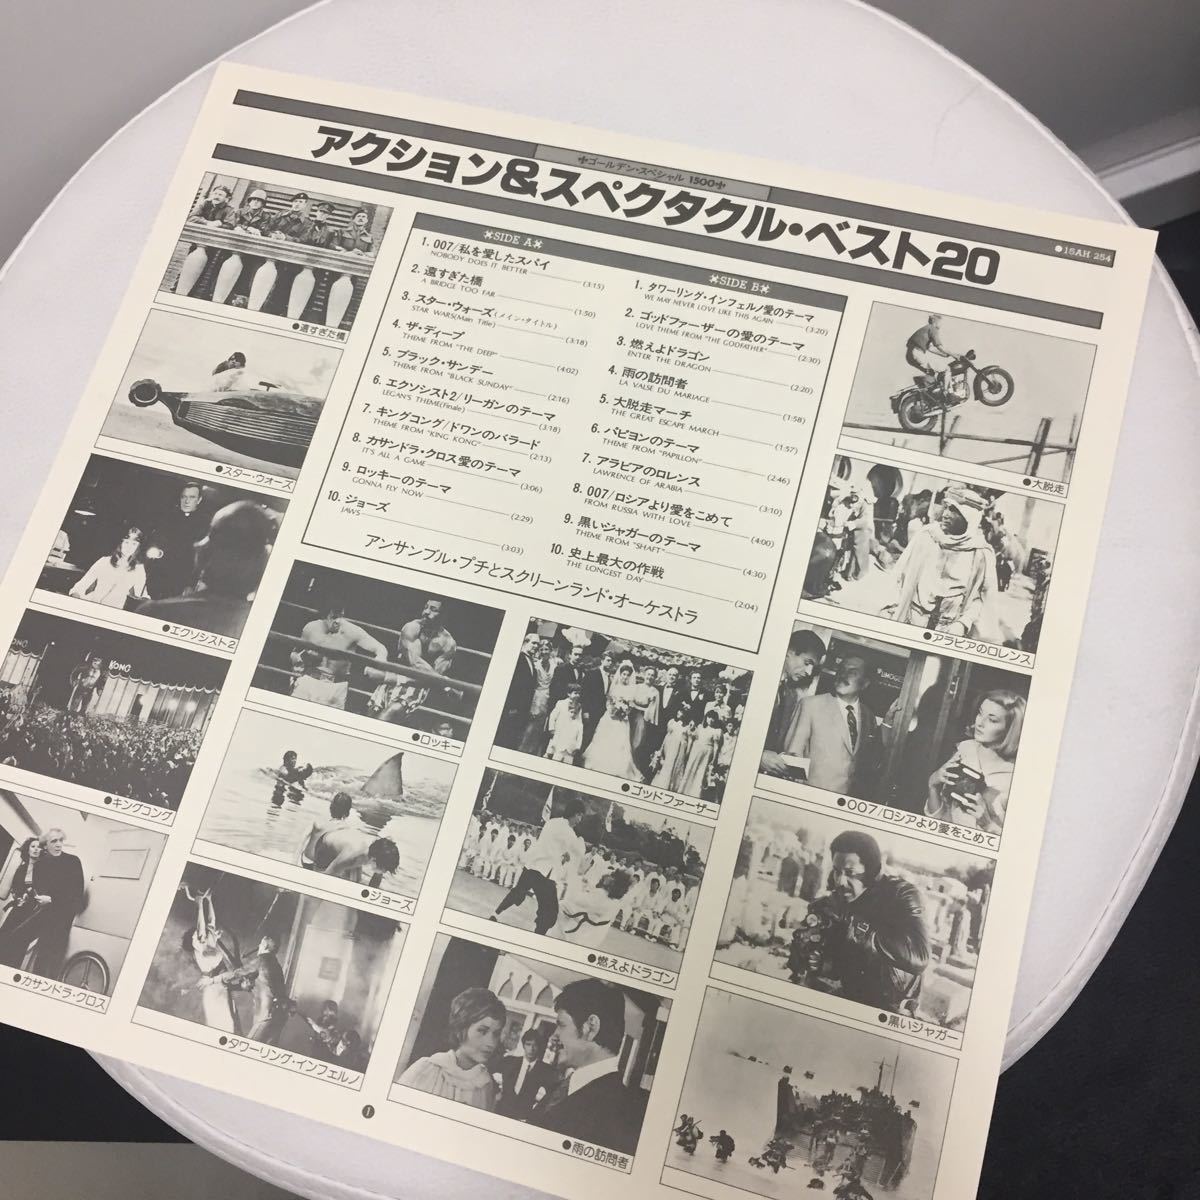 ✤ゴールデン・スペシャル 1500✤
アクション&スペクタクル・ベスト20
●15AH 254
✖SIDE A✖
1. 007/私を愛したスパイ
NOBODY DOES IT BETTER (3:15)
2. 遠すぎた橋
A BRIDGE TOO FAR (1:50)
3. スター・ウォーズ(メイン・タイトル)
STAR WARS(Main Title) (3:18)
4. ザ・ディープ
THEME FROM "THE DEEP" (4:02)
5. ブラック・サンデー
THEME FROM "BLACK SUNDAY" (2:16)
6. エクソシスト2/リーガンのテーマ
LEGAN'S THEME(Finale) (3:18)
7. キングコング/ドワンのバラード
THEME FROM "KING KONG" (2:13)
8. カサンドラ・クロス愛のテーマ
IT'S ALL A GAME (3:06)
9. ロッキーのテーマ
GONNA FLY NOW (2:29)
10. ジョーズ
JAWS (3:03)
✖SIDE B✖
1. タワーリング・インフェルノ愛のテーマ
WE MAY NEVER LOVE LIKE THIS AGAIN (3:20)
2. ゴッドファーザーの愛のテーマ
LOVE THEME FROM "THE GODFATHER" (2:30)
3. 燃えよドラゴン
ENTER THE DRAGON (2:20)
4. 雨の訪問者
LA VALSE DU MARIAGE (1:58)
5. 大脱走マーチ
THE GREAT ESCAPE MARCH (1:57)
6. パピヨンのテーマ
THEME FROM "PAPILLON" (2:46)
7. アラビアのロレンス
LAWRENCE OF ARABIA (3:10)
8. 007/ロシアより愛をこめて
FROM RUSSIA WITH LOVE (4:00)
9. 黒いジャガーのテーマ
THEME FROM "SHAFT" (4:30)
10. 史上最大の作戦
THE LONGEST DAY (2:04)
アンサンブル・プチとスクリーンランド・オーケストラ
●遠すぎた橋
●スター・ウォーズ
●エクソシスト2
KONG
●キングコング
●カサンドラ・クロス
●ロッキー
●ジョーズ
●タワーリング・インフェルノ
●ゴッドファーザー
●燃えよドラゴン
●雨の訪問者
●大脱走
●アラビアのロレンス
●007/ロシアより愛をこめて
●黒いジャガー
1